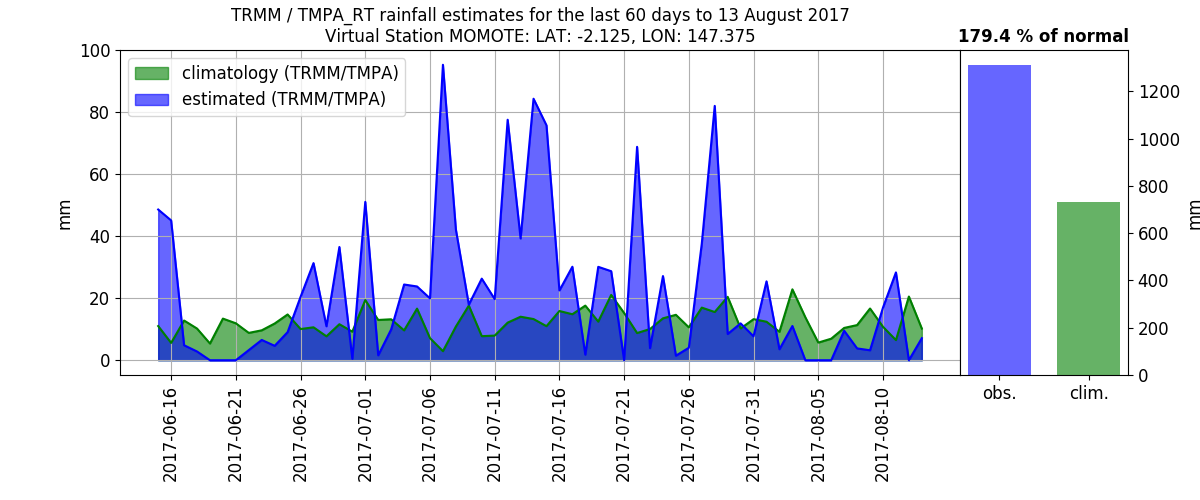 TRMM / TMPA_RT rainfall estimates for the last 60 days to 13 August 2017
Virtual Station MOMOTE: LAT: -2.125, LON: 147.375
179.4 % of normal
climatology (TRMM/TMPA)
estimated (TRMM/TMPA)
100
80
60
40
20
0
mm
2017-06-16
2017-06-21
2017-06-26
2017-07-01
2017-07-06
2017-07-11
2017-07-16
2017-07-21
2017-07-26
2017-07-31
2017-08-05
2017-08-10
1200
1000
800
600
400
200
0
mm
obs.
clim.